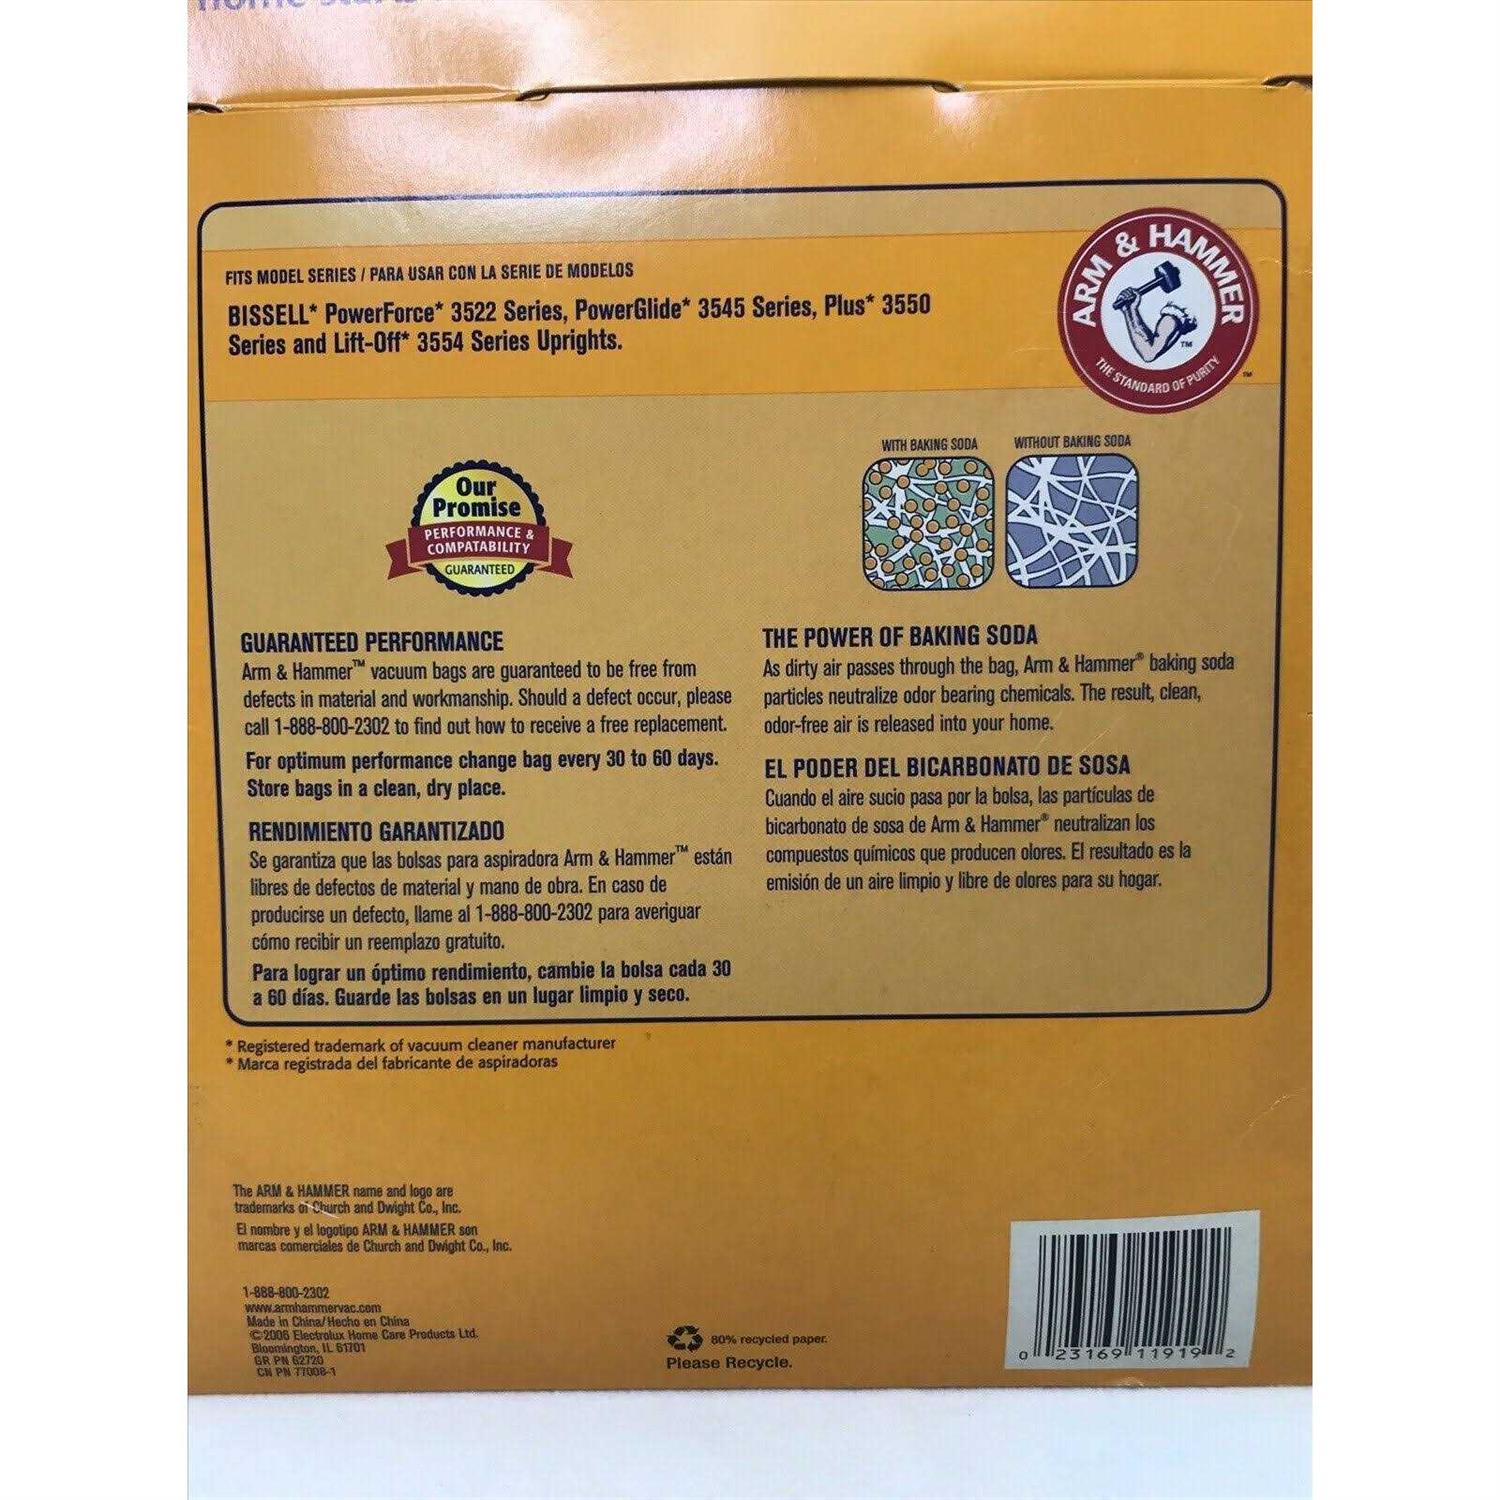 FITS MODEL SERIES / PARA USAR CON LA SERIE DE MODELOS
BISSELL* PowerForce* 3522 Series, PowerGlide* 3545 Series, Plus* 3550
Series and Lift-Off* 3554 Series Uprights.
ARM & HAMMER
THE STANDARD OF PURITY
TM
TM
WITH BAKING SODA
WITHOUT BAKING SODA
Our
Promise
PERFORMANCE &
COMPATABILITY
GUARANTEED
GUARANTEED PERFORMANCE
Arm & Hammer™ vacuum bags are guaranteed to be free from
defects in material and workmanship. Should a defect occur, please
call 1-888-800-2302 to find out how to receive a free replacement.
For optimum performance change bag every 30 to 60 days.
Store bags in a clean, dry place.
RENDIMIENTO GARANTIZADO
Se garantiza que las bolsas para aspiradora Arm & Hammer™ están
libres de defectos de material y mano de obra. En caso de
producirse un defecto, llame al 1-888-800-2302 para averiguar
cómo recibir un reemplazo gratuito.
Para lograr un óptimo rendimiento, cambie la bolsa cada 30
a 60 días. Guarde las bolsas en un lugar limpio y seco.
THE POWER OF BAKING SODA
As dirty air passes through the bag, Arm & Hammer® baking soda
particles neutralize odor bearing chemicals. The result, clean,
odor-free air is released into your home.
EL PODER DEL BICARBONATO DE SOSA
Cuando el aire sucio pasa por la bolsa, las partículas de
bicarbonato de sosa de Arm & Hammer® neutralizan los
compuestos químicos que producen olores. El resultado es la
emisión de un aire limpio y libre de olores para su hogar.
* Registered trademark of vacuum cleaner manufacturer
* Marca registrada del fabricante de aspiradoras
The ARM & HAMMER name and logo are
trademarks of Church and Dwight Co., Inc.
El nombre y el logotipo ARM & HAMMER son
marcas comerciales de Church and Dwight Co., Inc.
1-888-800-2302
www.armhammervac.com
Made in China/Hecho en China
©2006 Electrolux Home Care Products Ltd.
Bloomington, IL 61701
GR PN 62720
CN PN 77008-1
80% recycled paper.
Please Recycle.
0 23169 11919 2